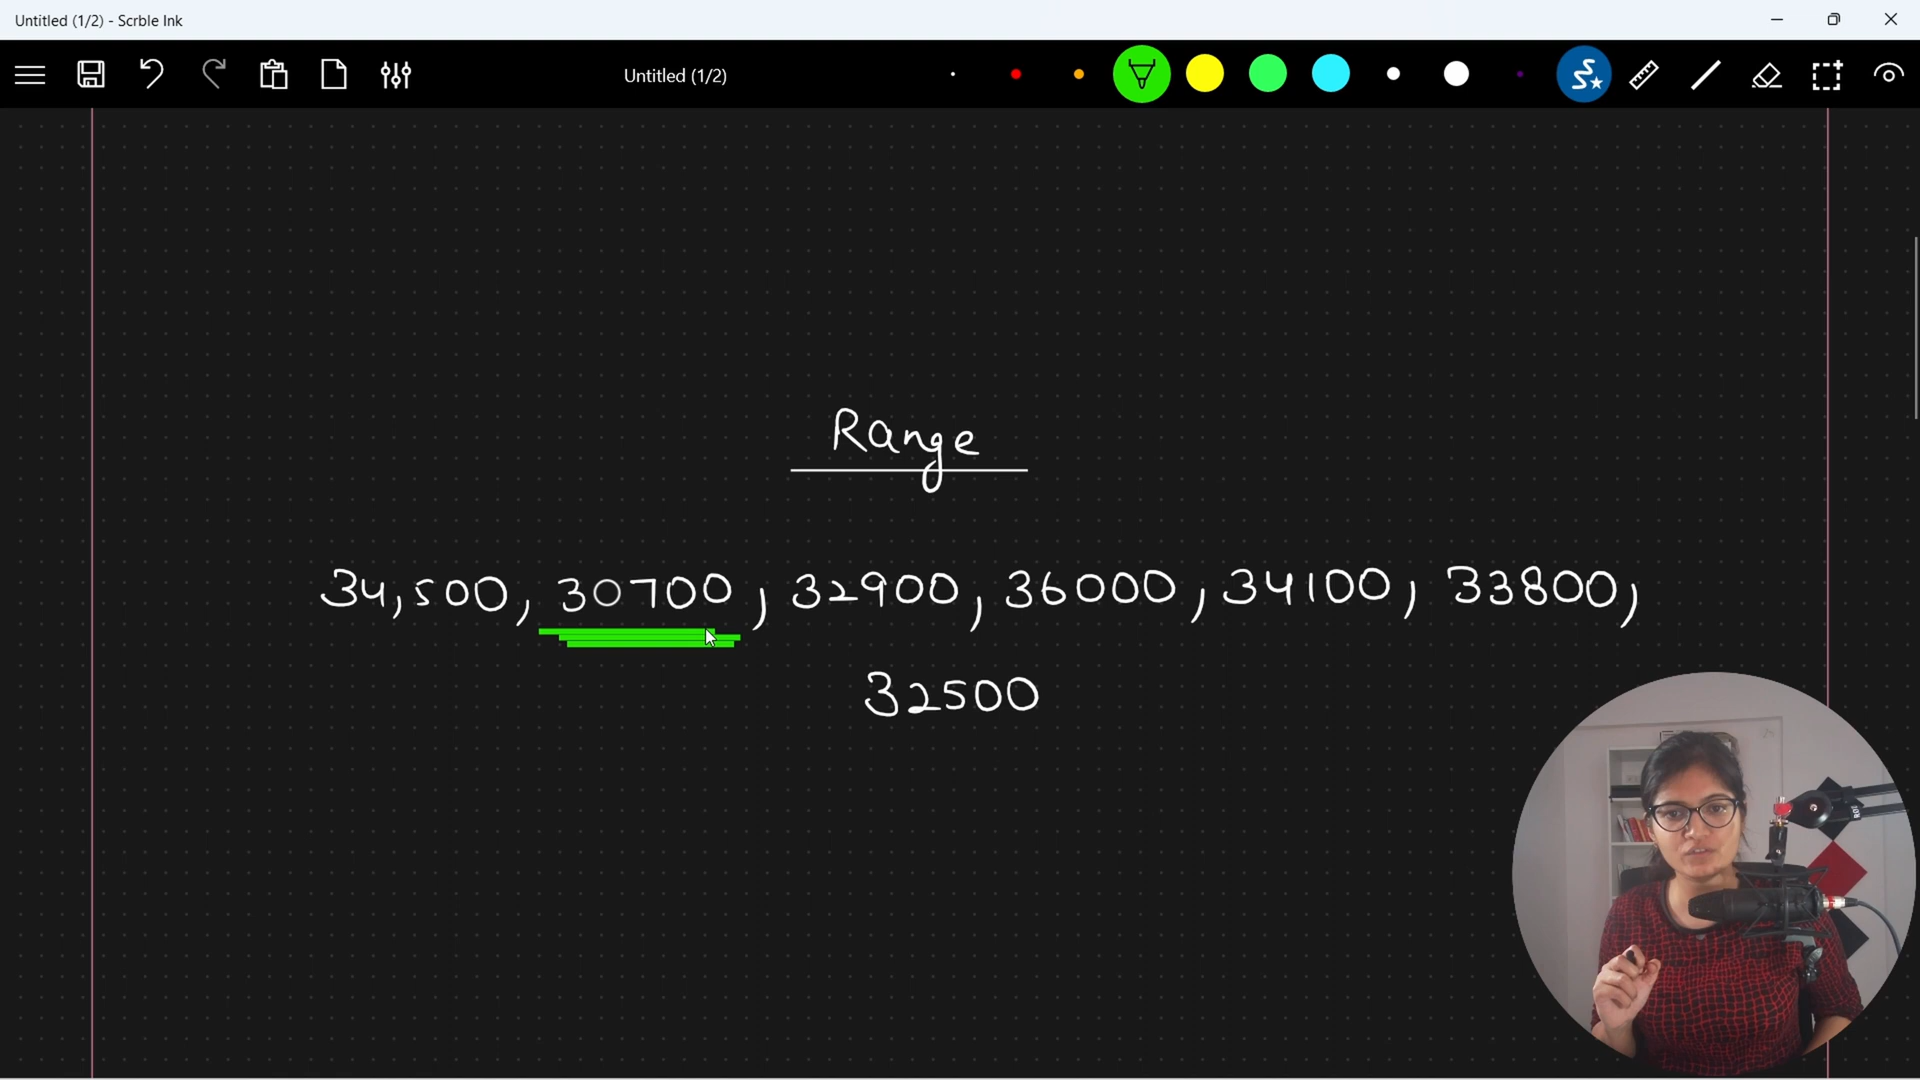 Untitled (1/2) - Scrble Ink
Untitled (1/2)
Range
34,500, 30700, 32900, 36000, 34100, 33800,
32500